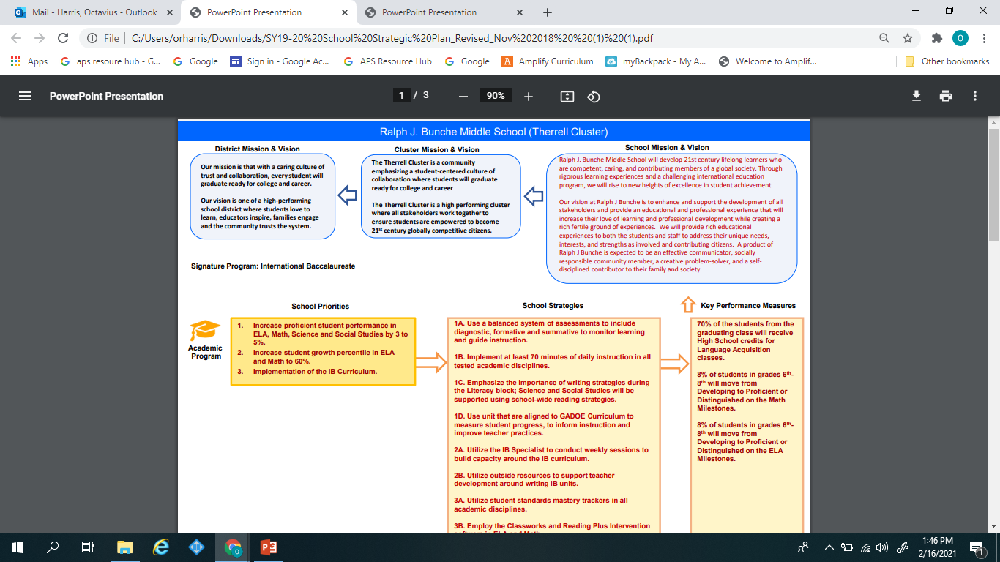 Mail - Harris, Octavius - Outlook
PowerPoint Presentation
PowerPoint Presentation
File
C:/Users/orharris/Downloads/SY19-20%20School%20Strategic%20Plan_Revised_Nov%202018%20%20(1)%20(1).pdf
O
Apps
aps resoure hub - G...
Google
Sign in - Google Ac...
APS Resource Hub
Google
Amplify Curriculum
myBackpack - My A...
Welcome to Amplif...
Other bookmarks
PowerPoint Presentation
1 / 3
90%
Ralph J. Bunche Middle School (Therrell Cluster)
District Mission & Vision
Our mission is that with a caring culture of
trust and collaboration, every student will
graduate ready for college and career.
Our vision is one of a high-performing
school district where students love to
learn, educators inspire, families engage
and the community trusts the system.
Cluster Mission & Vision
The Therrell Cluster is a community
emphasizing a student-centered culture of
collaboration where students will graduate
ready for college and career
The Therrell Cluster is a high performing cluster
where all stakeholders work together to
ensure students are empowered to become
21st century globally competitive citizens.
School Mission & Vision
Ralph J. Bunche Middle School will develop 21st century lifelong learners who
are competent, caring, and contributing members of a global society. Through
rigorous learning experiences and a challenging international education
program, we will rise to new heights of excellence in student achievement.
Our vision at Ralph J Bunche is to enhance and support the development of all
stakeholders and provide an educational and professional experience that will
increase their love of learning and professional development while creating a
rich fertile ground of experiences. We will provide rich educational
experiences to both the students and staff to address their unique needs,
interests, and strengths as involved and contributing citizens. A product of
Ralph J Bunche is expected to be an effective communicator, socially
responsible community member, a creative problem-solver, and a self-
disciplined contributor to their family and society.
Signature Program: International Baccalaureate
Academic
Program
School Priorities
1. Increase proficient student performance in
ELA, Math, Science and Social Studies by 3 to
5%.
2. Increase student growth percentile in ELA
and Math to 60%.
3. Implementation of the IB Curriculum.
School Strategies
1A. Use a balanced system of assessments to include
diagnostic, formative and summative to monitor learning
and guide instruction.
1B. Implement at least 70 minutes of daily instruction in all
tested academic disciplines.
1C. Emphasize the importance of writing strategies during
the Literacy block; Science and Social Studies will be
supported using school-wide reading strategies.
1D. Use unit that are aligned to GADOE Curriculum to
measure student progress, to inform instruction and
improve teacher practices.
2A. Utilize the IB Specialist to conduct weekly sessions to
build capacity around the IB curriculum.
2B. Utilize outside resources to support teacher
development around writing IB units.
3A. Utilize student standards mastery trackers in all
academic disciplines.
3B. Employ the Classworks and Reading Plus Intervention
Key Performance Measures
70% of the students from the
graduating class will receive
High School credits for
Language Acquisition
classes.
8% of students in grades 6th-
8th will move from
Developing to Proficient or
Distinguished on the Math
Milestones.
8% of students in grades 6th-
8th will move from
Developing to Proficient or
Distinguished on the ELA
Milestones.
1:46 PM
2/16/2021
1